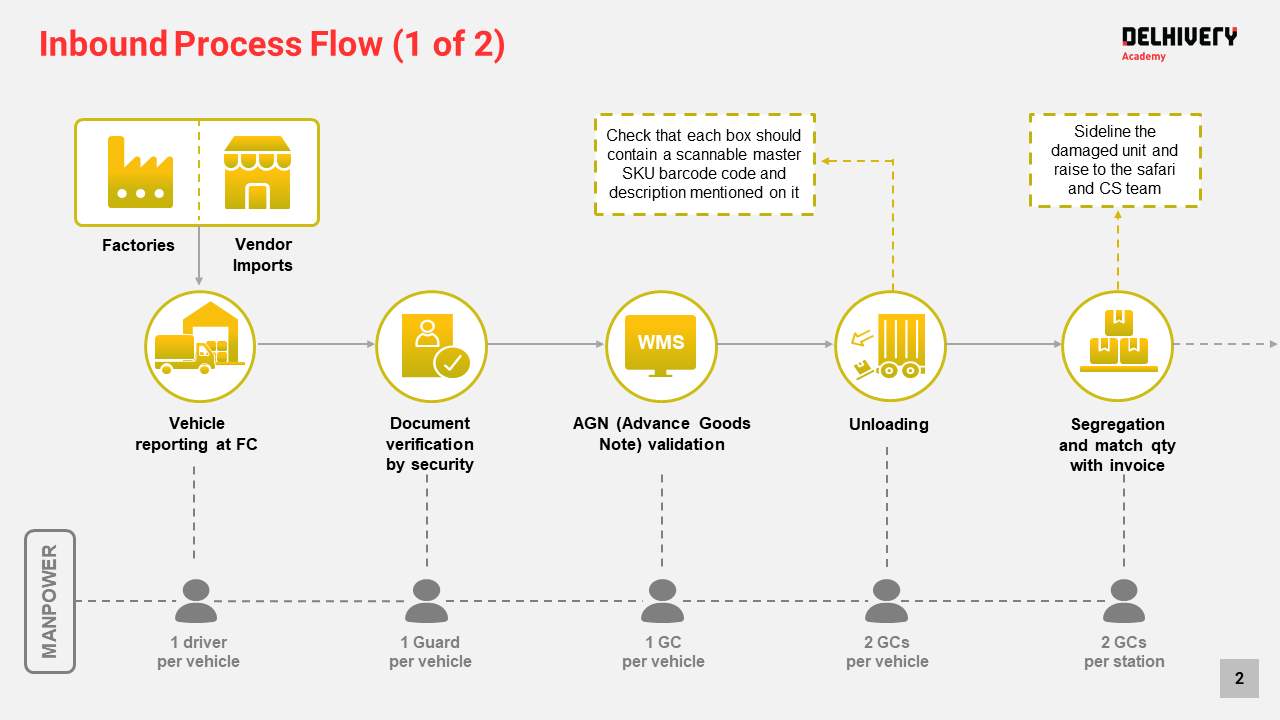 Inbound Process Flow (1 of 2)
DELHIVERY
Academy
Factories
Vendor
Imports
Check that each box should
contain a scannable master
SKU barcode code and
description mentioned on it
Sideline the
damaged unit and
raise to the safari
and CS team
WMS
Vehicle
reporting at FC
Document
verification
by security
AGN (Advance Goods
Note) validation
Unloading
Segregation
and match qty
with invoice
MANPOWER
1 driver
per vehicle
1 Guard
per vehicle
1 GC
per vehicle
2 GCs
per vehicle
2 GCs
per station
2